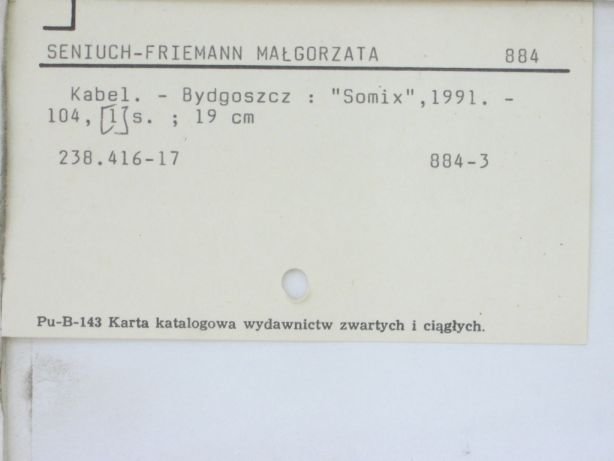 SENIUCH-FRIEMANN MAŁGORZATA 884
Kabel. - Bydgoszcz : "Somix",1991. -
104, [1] s. ; 19 cm
238.416-17 884-3
Pu-B-143 Karta katalogowa wydawnictw zwartych i ciągłych.